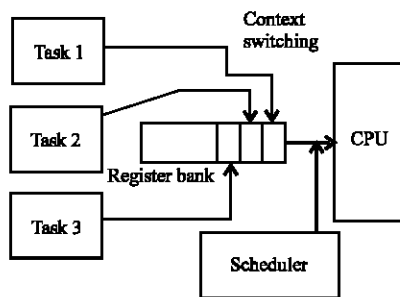 Context
switching
Task 1
Task 2
CPU
Register bank
Task 3
Scheduler